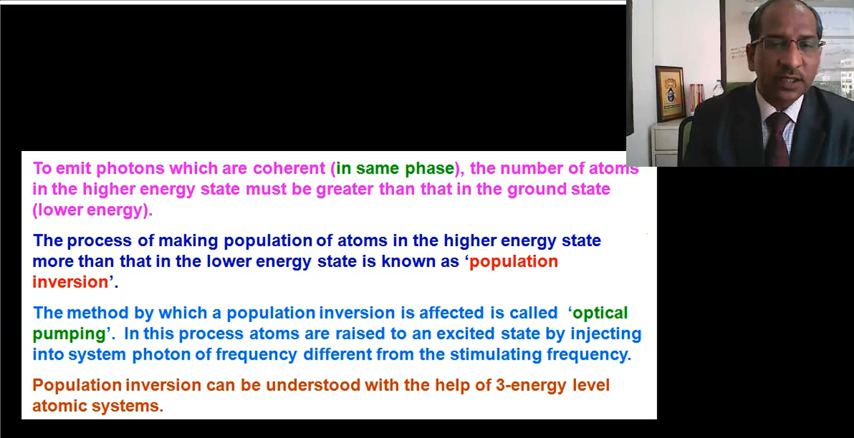 To emit photons which are coherent (in same phase), the number of atoms
in the higher energy state must be greater than that in the ground state
(lower energy).
The process of making population of atoms in the higher energy state
more than that in the lower energy state is known as ‘population
inversion’.
The method by which a population inversion is affected is called ‘optical
pumping’. In this process atoms are raised to an excited state by injecting
into system photon of frequency different from the stimulating frequency.
Population inversion can be understood with the help of 3-energy level
atomic systems.